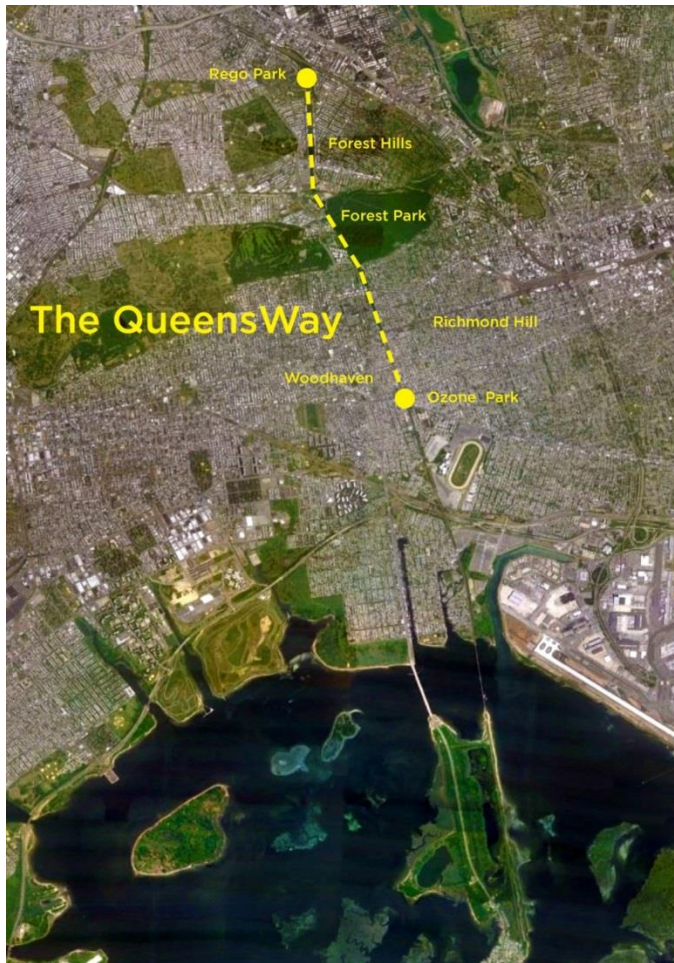 Rego Park
Forest Hills
Forest Park
The QueensWay
Richmond Hill
Woodhaven
Ozone Park